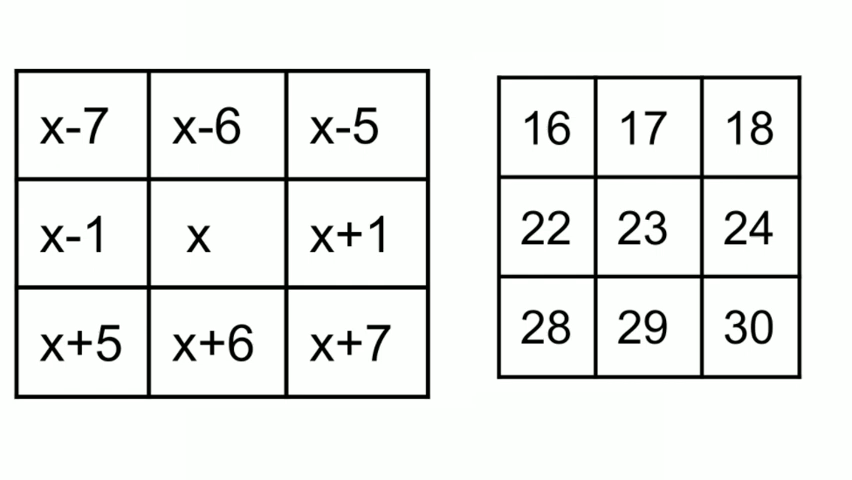 x-7 x-6 x-5
x-1 x x+1
x+5 x+6 x+7
16 17 18
22 23 24
28 29 30